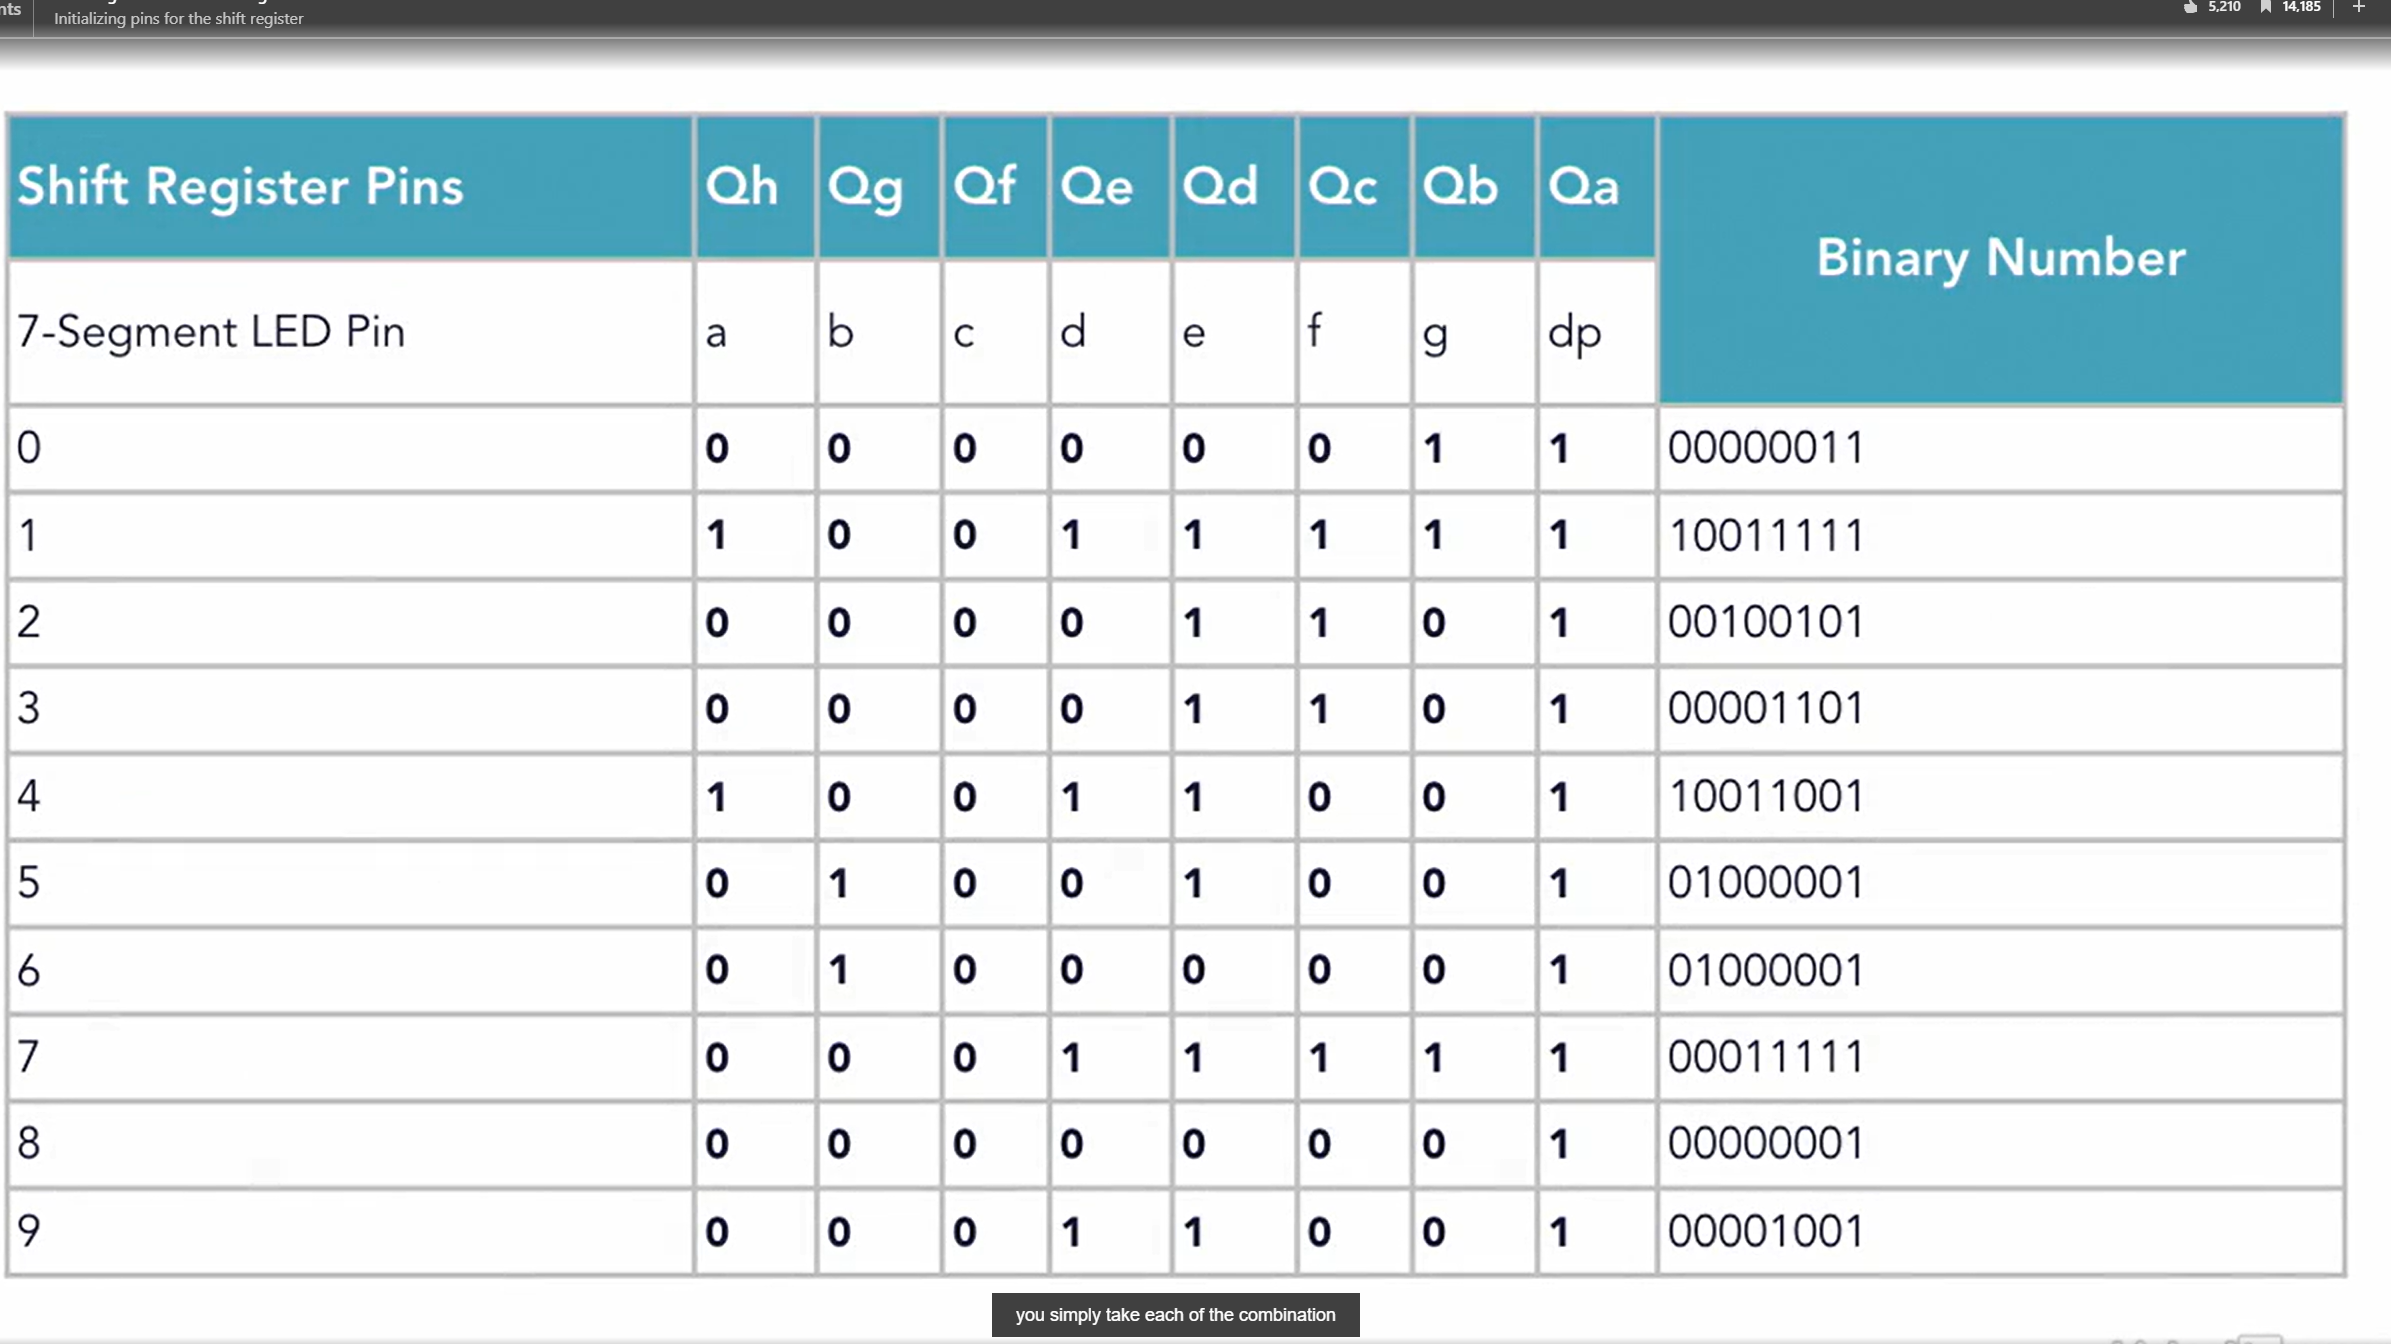 nts
Initializing pins for the shift register
5,210 14,185 +
Shift Register Pins Qh Qg Qf Qe Qd Qc Qb Qa Binary Number
7-Segment LED Pin a b c d e f g dp
0 0 0 0 0 0 0 1 1 00000011
1 1 0 0 1 1 1 1 1 10011111
2 0 0 0 0 1 1 0 1 00100101
3 0 0 0 0 1 1 0 1 00001101
4 1 0 0 1 1 0 0 1 10011001
5 0 1 0 0 1 0 0 1 01000001
6 0 1 0 0 0 0 0 1 01000001
7 0 0 0 1 1 1 1 1 00011111
8 0 0 0 0 0 0 0 1 00000001
9 0 0 0 1 1 0 0 1 00001001
you simply take each of the combination